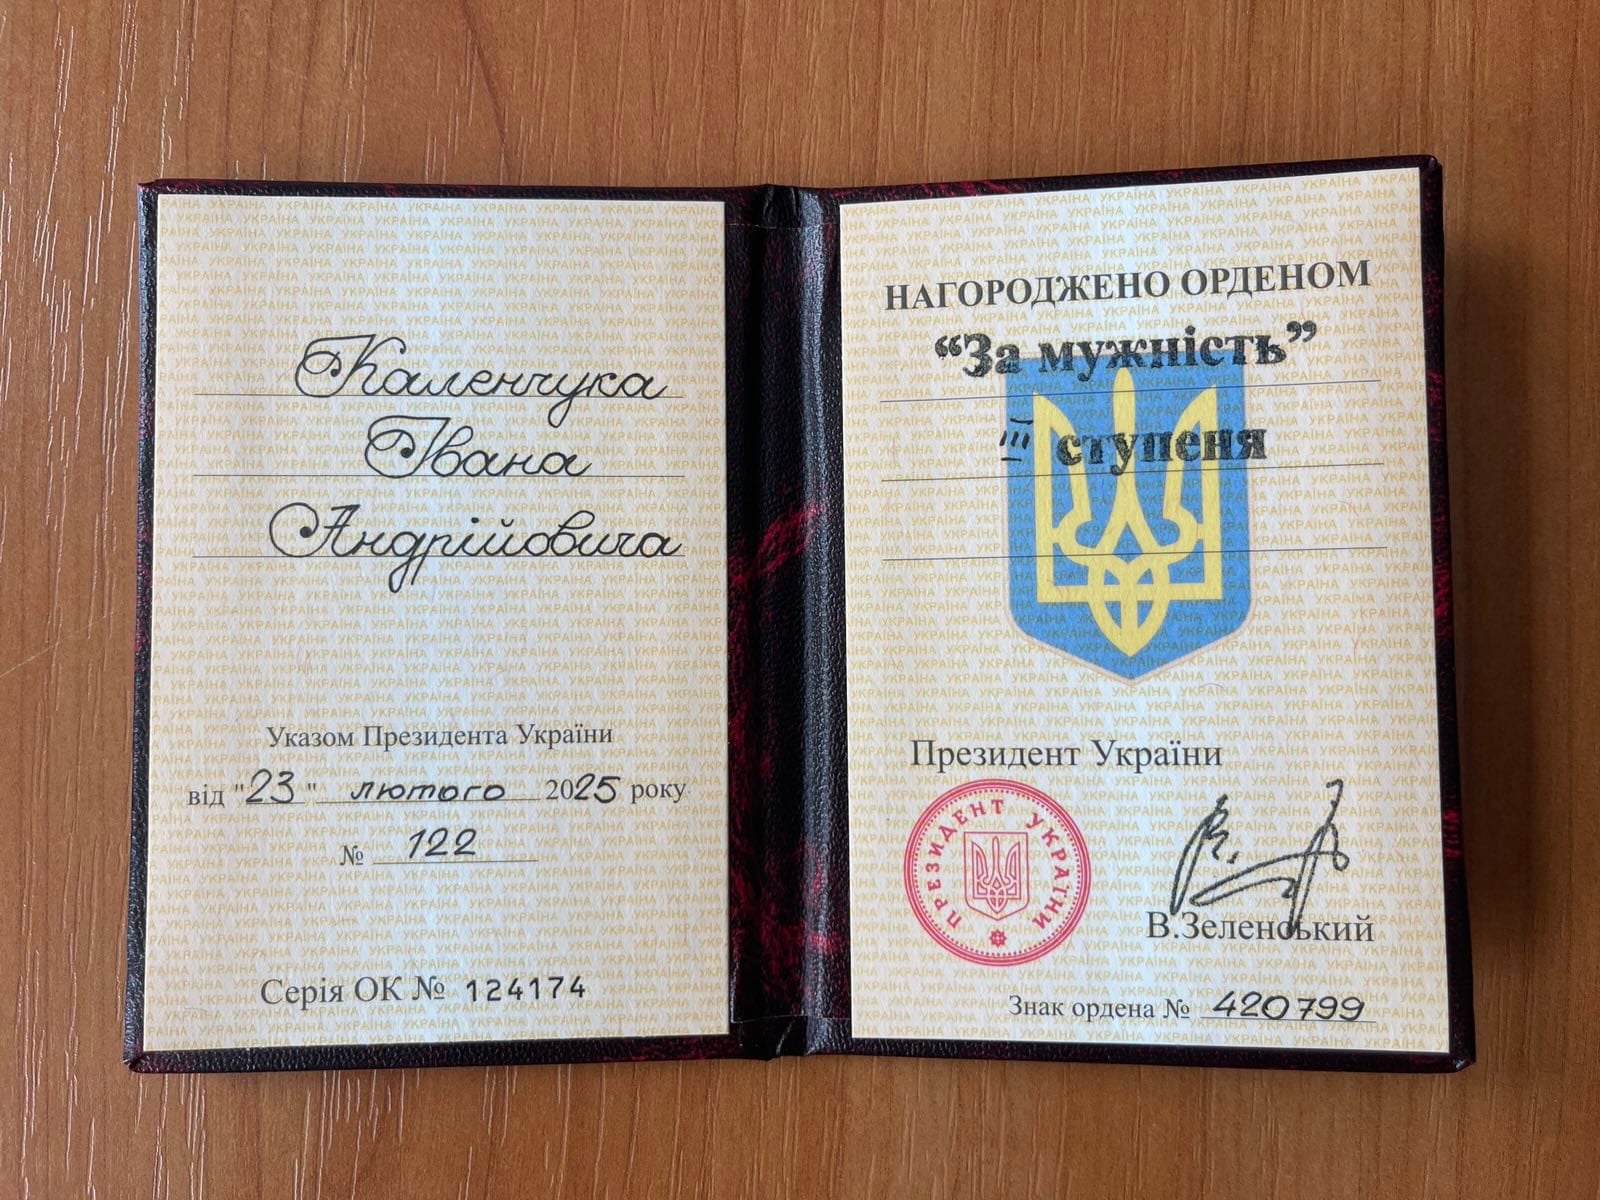 Каленчука
Івана
Андрійовича
Указом Президента України
від "23" лютого 2025 року
№ 122
Серія ОК № 124174
НАГОРОДЖЕНО ОРДЕНОМ
“За мужність”
ІІІ ступеня
Президент України
ПРЕЗИДЕНТ УКРАЇНИ
В.Зеленський
Знак ордена № 420799